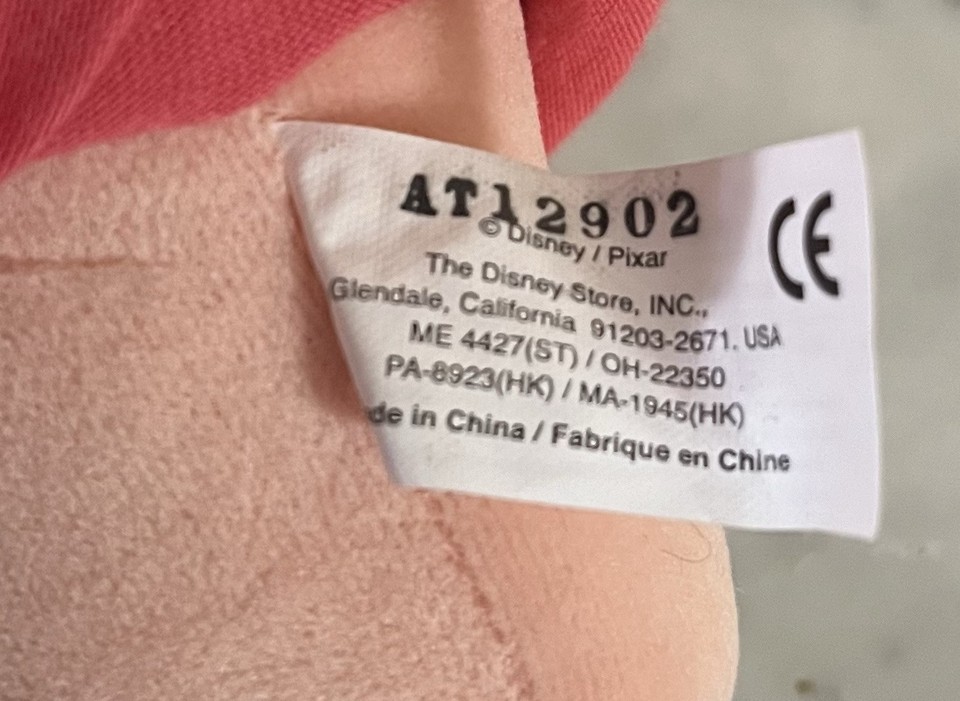 AT12902
CE
© Disney / Pixar
The Disney Store, INC.,
Glendale, California 91203-2671. USA
ME 4427(ST) / OH-22350
PA-8923(HK) / MA-1945(HK)
de in China / Fabrique en Chine